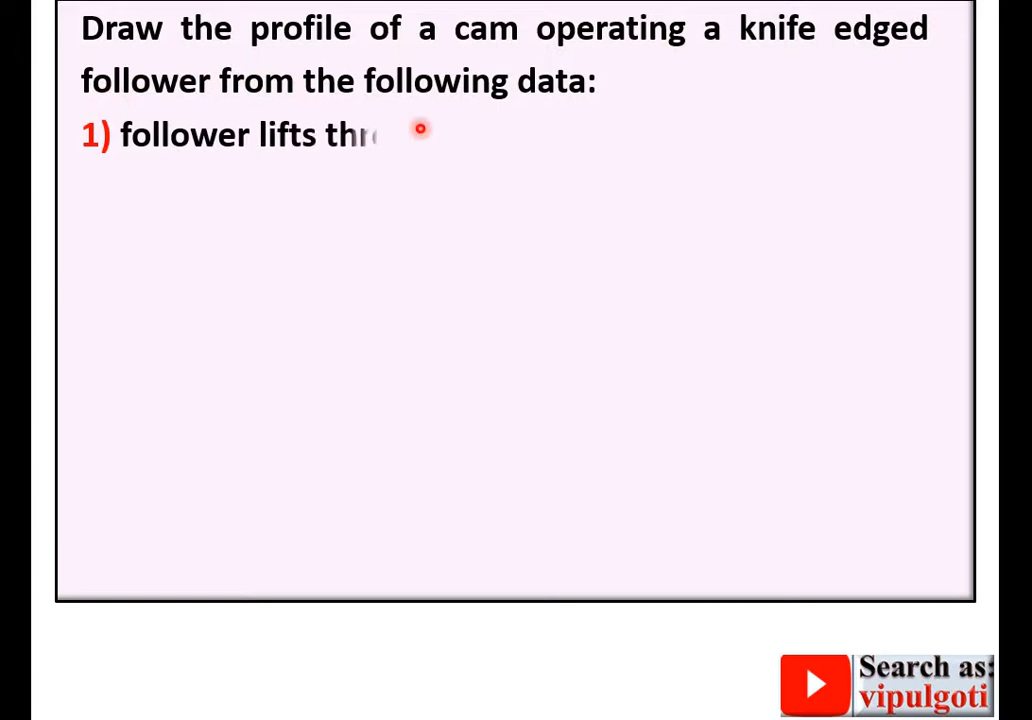 Draw the profile of a cam operating a knife edged
follower from the following data:
1) follower lifts
Search as:
vipulgoti